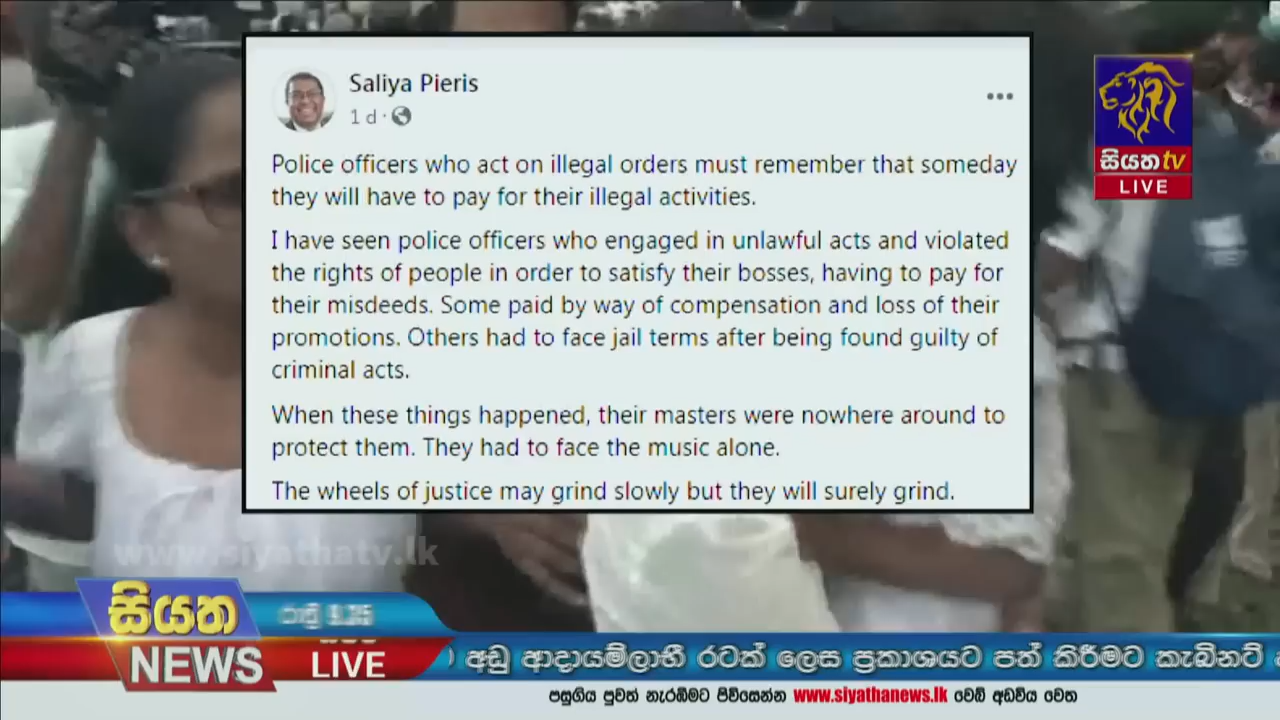 Saliya Pieris
1 d ·
Police officers who act on illegal orders must remember that someday
they will have to pay for their illegal activities.
I have seen police officers who engaged in unlawful acts and violated
the rights of people in order to satisfy their bosses, having to pay for
their misdeeds. Some paid by way of compensation and loss of their
promotions. Others had to face jail terms after being found guilty of
criminal acts.
When these things happened, their masters were nowhere around to
protect them. They had to face the music alone.
The wheels of justice may grind slowly but they will surely grind.
සියත tv
LIVE
www.siyathatv.lk
සියත
රාත්‍රී
NEWS
LIVE
අඩු ආදායම්ලාභී රටක් ලෙස ප්‍රකාශයට පත් කිරීමට කැබිනට්
පසුගිය පුවත් නැරඹීමට පිවිසෙන්න www.siyathanews.lk වෙබ් අඩවිය වෙත